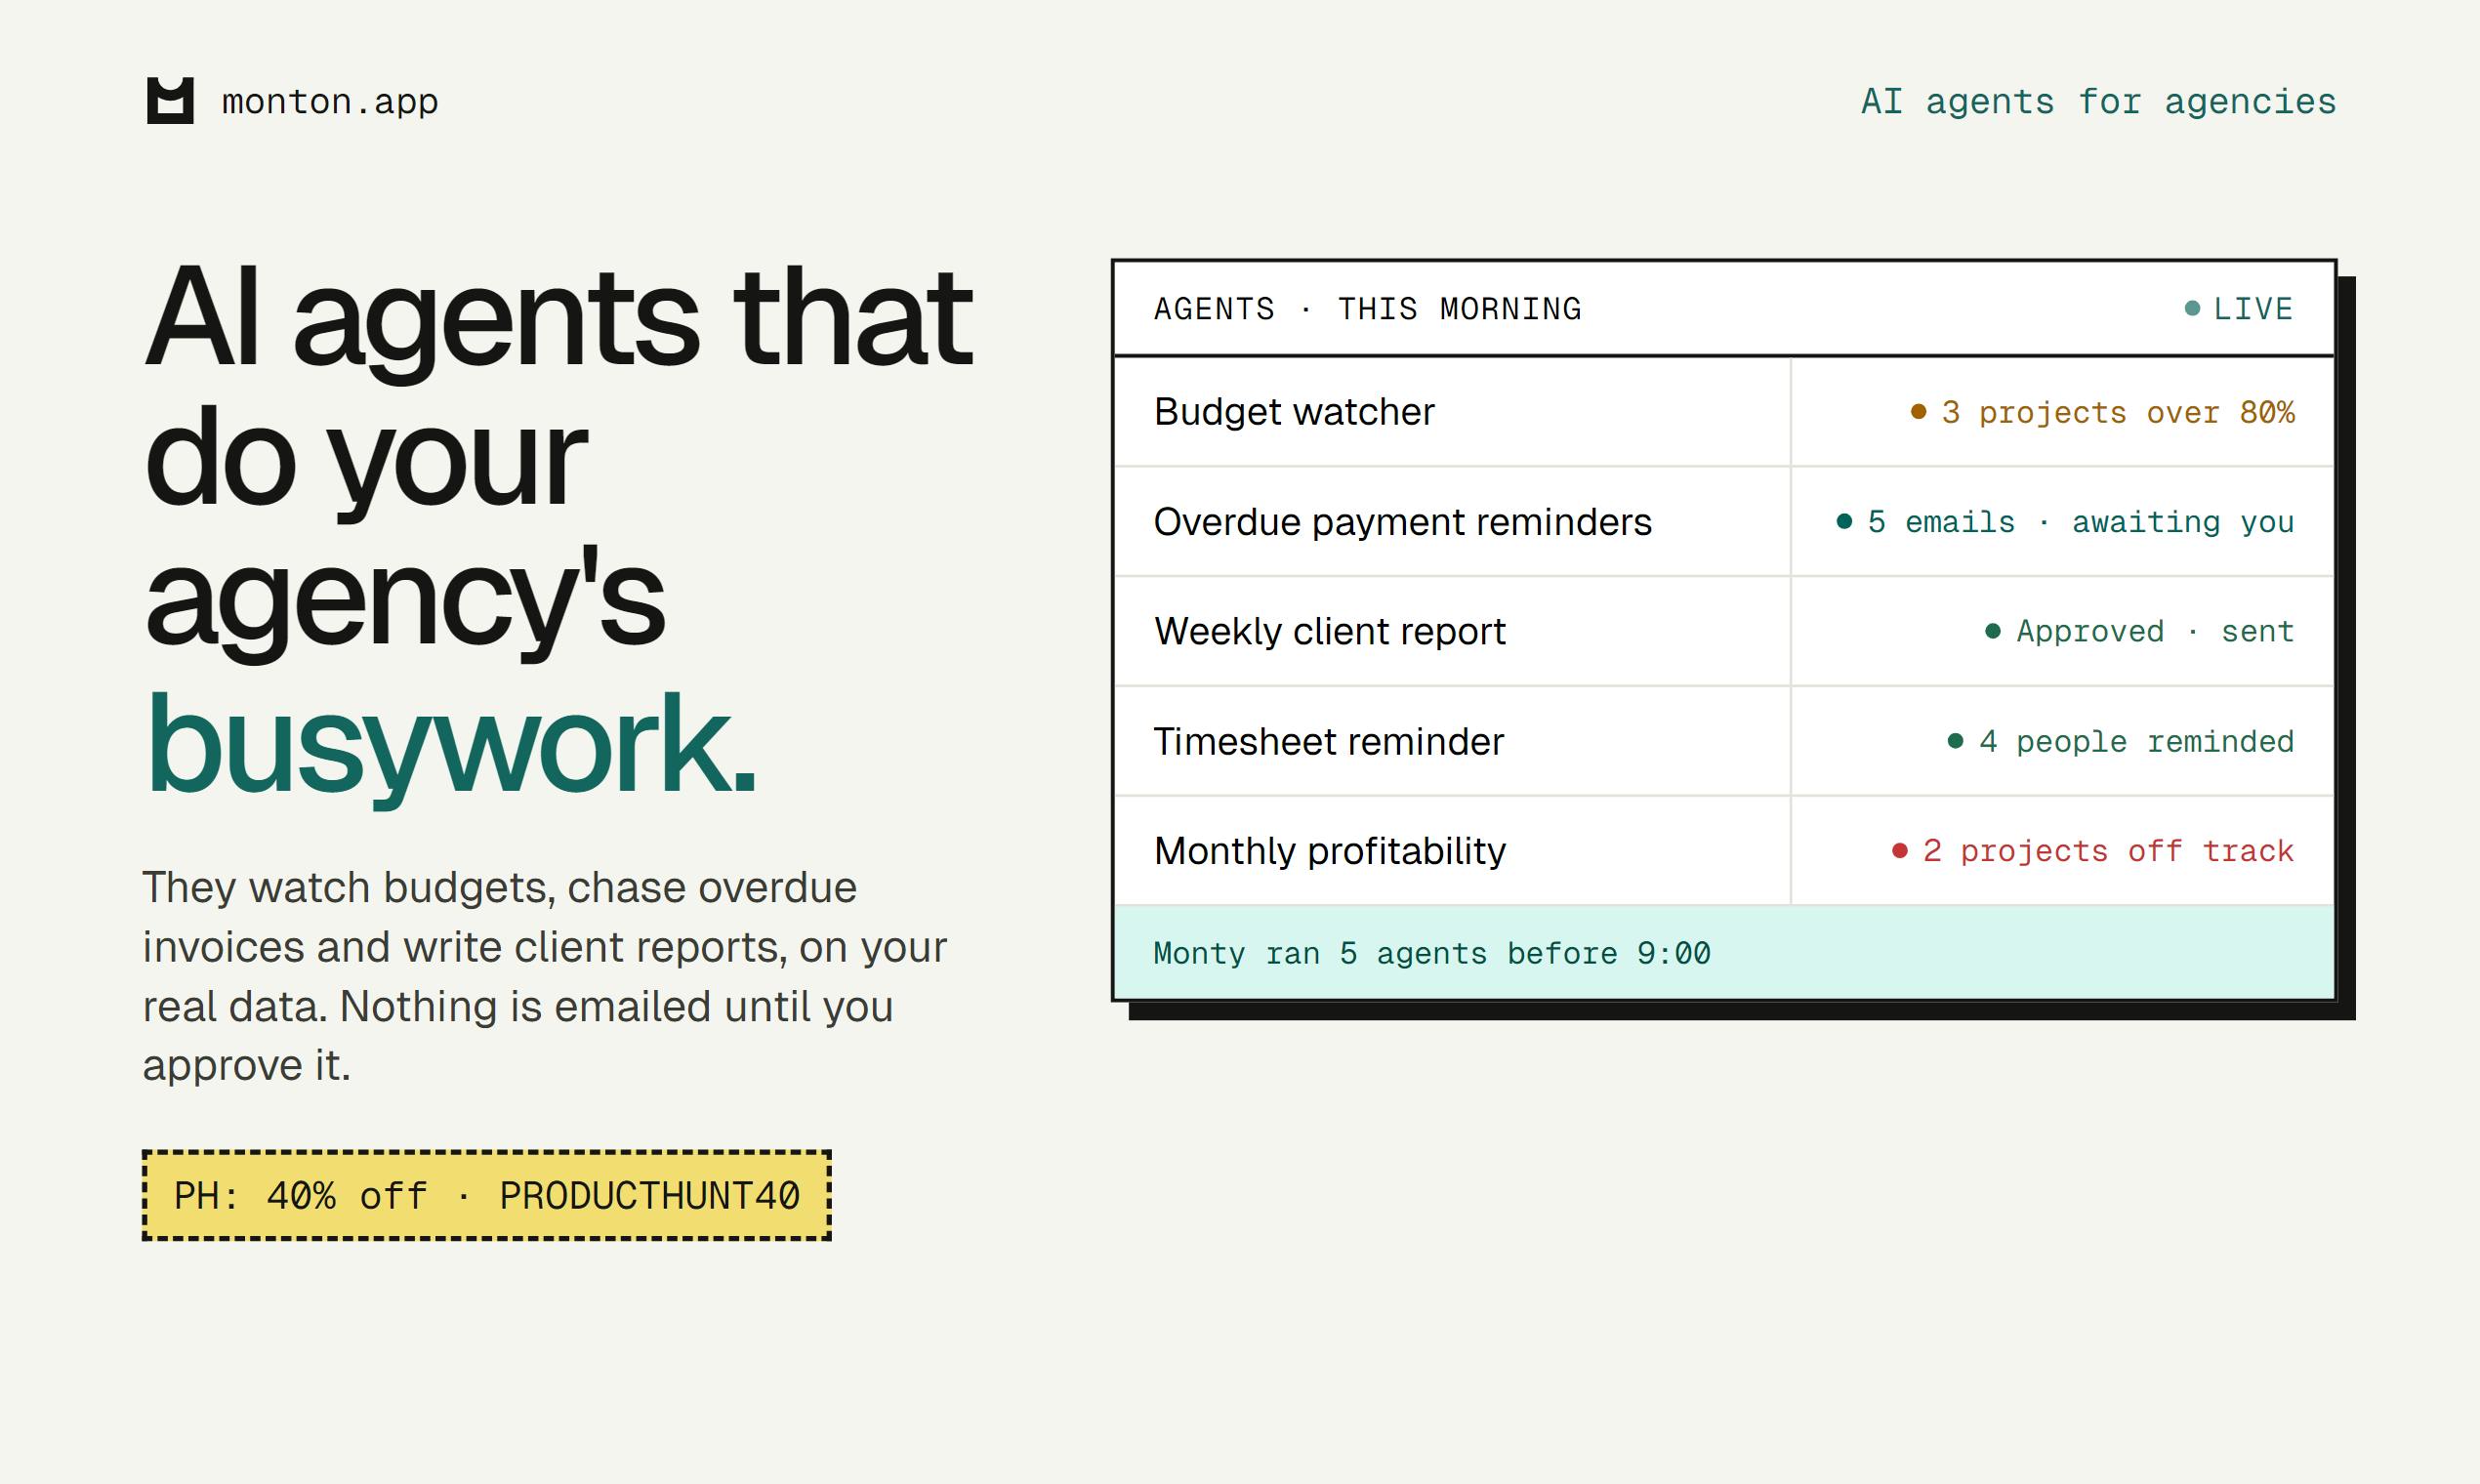 monton.app
AI agents for agencies
AI agents that
do your
agency's
busywork.
They watch budgets, chase overdue
invoices and write client reports, on your
real data. Nothing is emailed until you
approve it.
PH: 40% off · PRODUCTHUNT40
AGENTS · THIS MORNING
LIVE
Budget watcher
3 projects over 80%
Overdue payment reminders
5 emails · awaiting you
Weekly client report
Approved · sent
Timesheet reminder
4 people reminded
Monthly profitability
2 projects off track
Monty ran 5 agents before 9:00